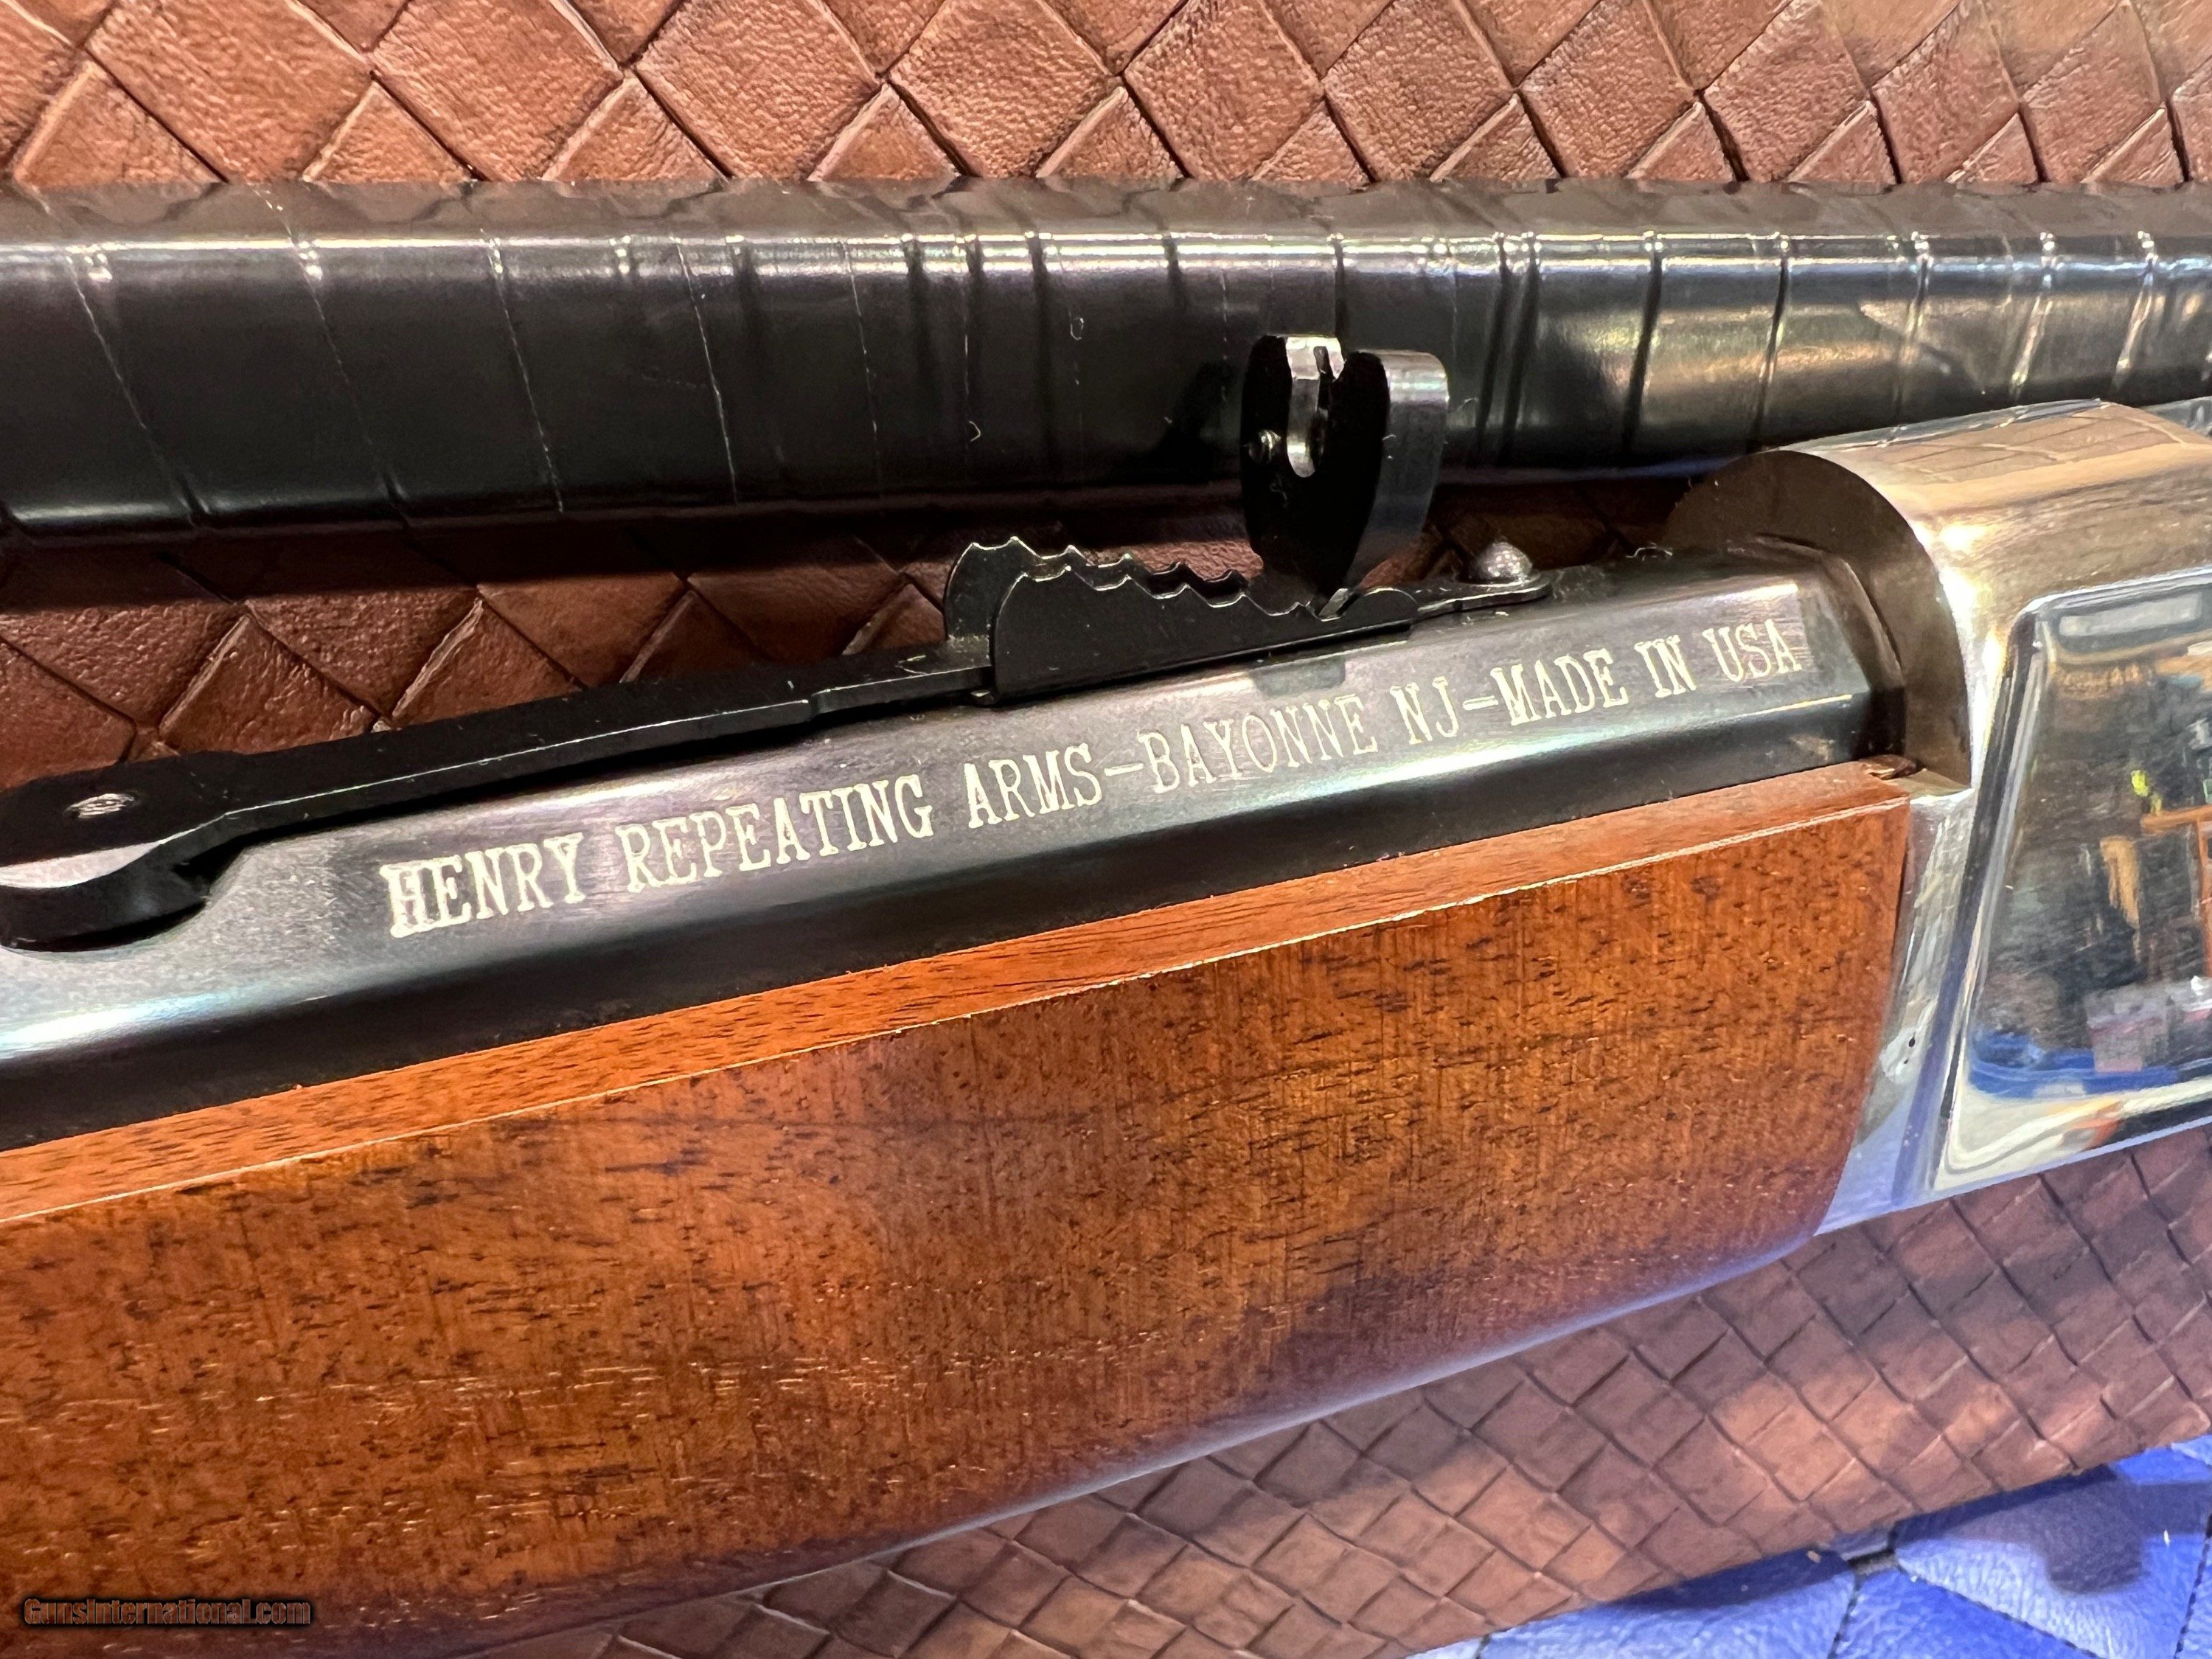 HENRY REPEATING ARMS-BAYONNE NJ-MADE IN USA
GunsInternational.com